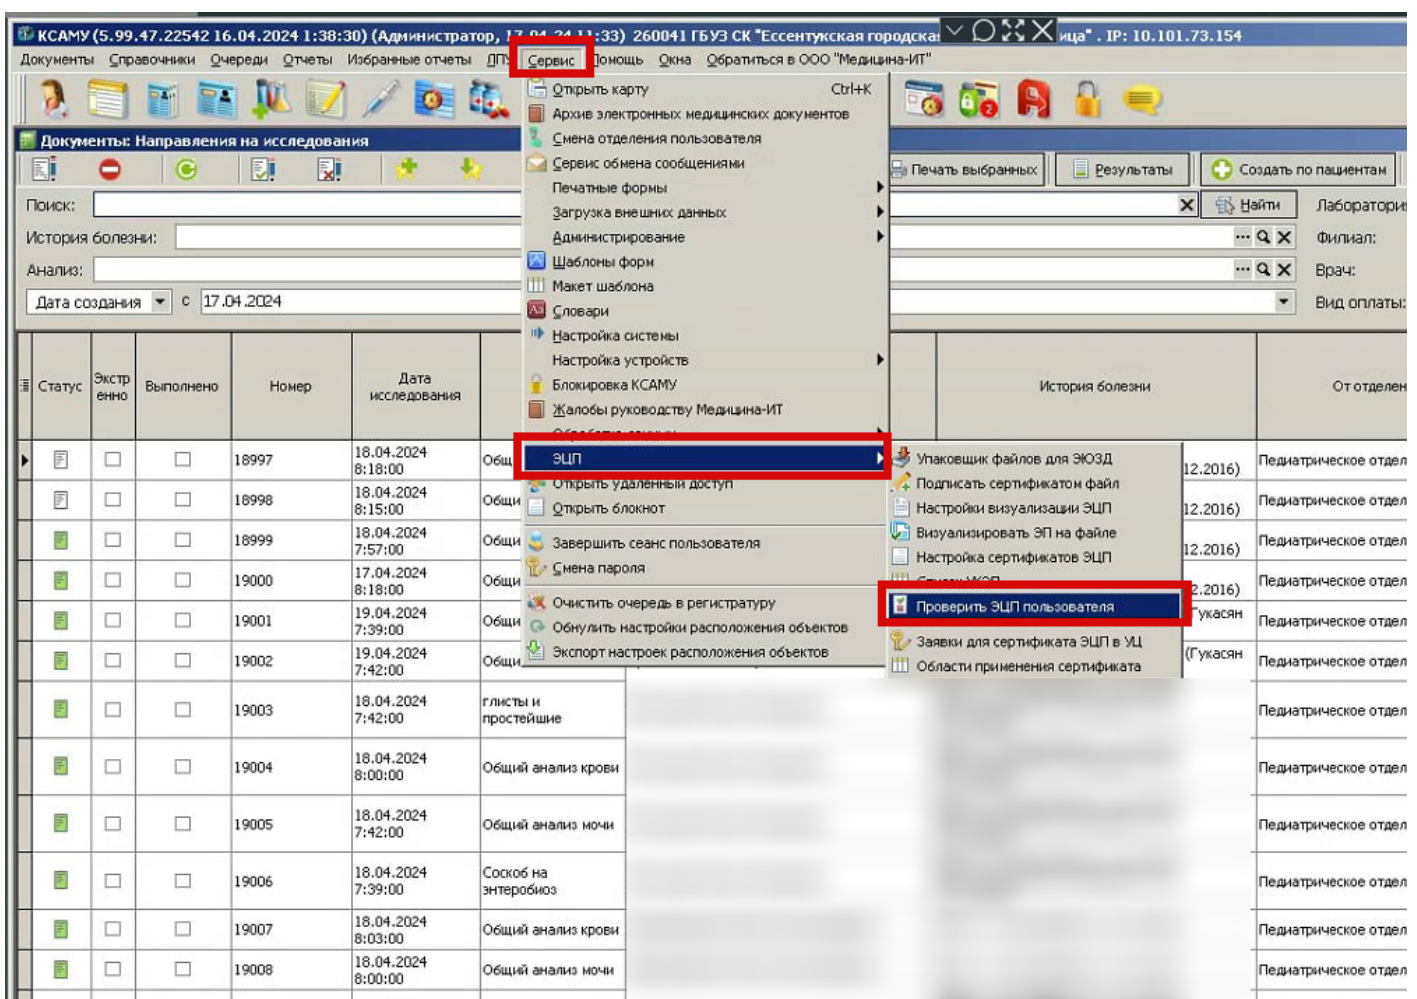 КСАМУ (5.99.47.22542 16.04.2024 1:38:30) (Администратор, 17.04.24 11:33) 260041 ГБУЗ СК "Ессентукская городска ица" . IP: 10.101.73.154
Документы Справочники Очереди Отчеты Избранные отчеты ЛПУ Сервис Помощь Окна Обратиться в ООО "Медицина-ИТ"
Документы: Направления на исследования
Печать выбранных Результаты Создать по пациентам
Поиск: Найти Лаборатория
История болезни: Филиал:
Анализ: Врач:
Дата создания с 17.04.2024 Вид оплаты:
Открыть карту Ctrl+K
Архив электронных медицинских документов
Смена отделения пользователя
Сервис обмена сообщениями
Печатные формы
Загрузка внешних данных
Администрирование
Шаблоны форм
Макет шаблона
Словари
Настройка системы
Настройка устройств
Блокировка КСАМУ
Жалобы руководству Медицина-ИТ
Обработка данных
ЭЦП
Открыть удаленный доступ
Открыть блокнот
Завершить сеанс пользователя
Смена пароля
Очистить очередь в регистратуру
Обнулить настройки расположения объектов
Экспорт настроек расположения объектов
Упаковщик файлов для ЭЮЗД
Подписать сертификатом файл
Настройки визуализации ЭЦП
Визуализировать ЭП на файле
Настройка сертификатов ЭЦП
Список УКЭП
Проверить ЭЦП пользователя
Заявки для сертификата ЭЦП в УЦ
Области применения сертификата
Статус Экстренно Выполнено Номер Дата исследования История болезни От отделен
18997 18.04.2024 8:18:00 Общ 12.2016) Педиатрическое отдел
18998 18.04.2024 8:15:00 Общи 12.2016) Педиатрическое отдел
18999 18.04.2024 7:57:00 Общи 12.2016) Педиатрическое отдел
19000 17.04.2024 8:18:00 Общи 2.2016) Педиатрическое отдел
19001 19.04.2024 7:39:00 Общи Гукасян Педиатрическое отдел
19002 19.04.2024 7:42:00 Общи (Гукасян Педиатрическое отдел
19003 18.04.2024 7:42:00 глисты и простейшие Педиатрическое отдел
19004 18.04.2024 8:00:00 Общий анализ крови Педиатрическое отдел
19005 18.04.2024 7:42:00 Общий анализ мочи Педиатрическое отдел
19006 18.04.2024 7:39:00 Соскоб на энтеробиоз Педиатрическое отдел
19007 18.04.2024 8:03:00 Общий анализ крови Педиатрическое отдел
19008 18.04.2024 8:00:00 Общий анализ мочи Педиатрическое отдел